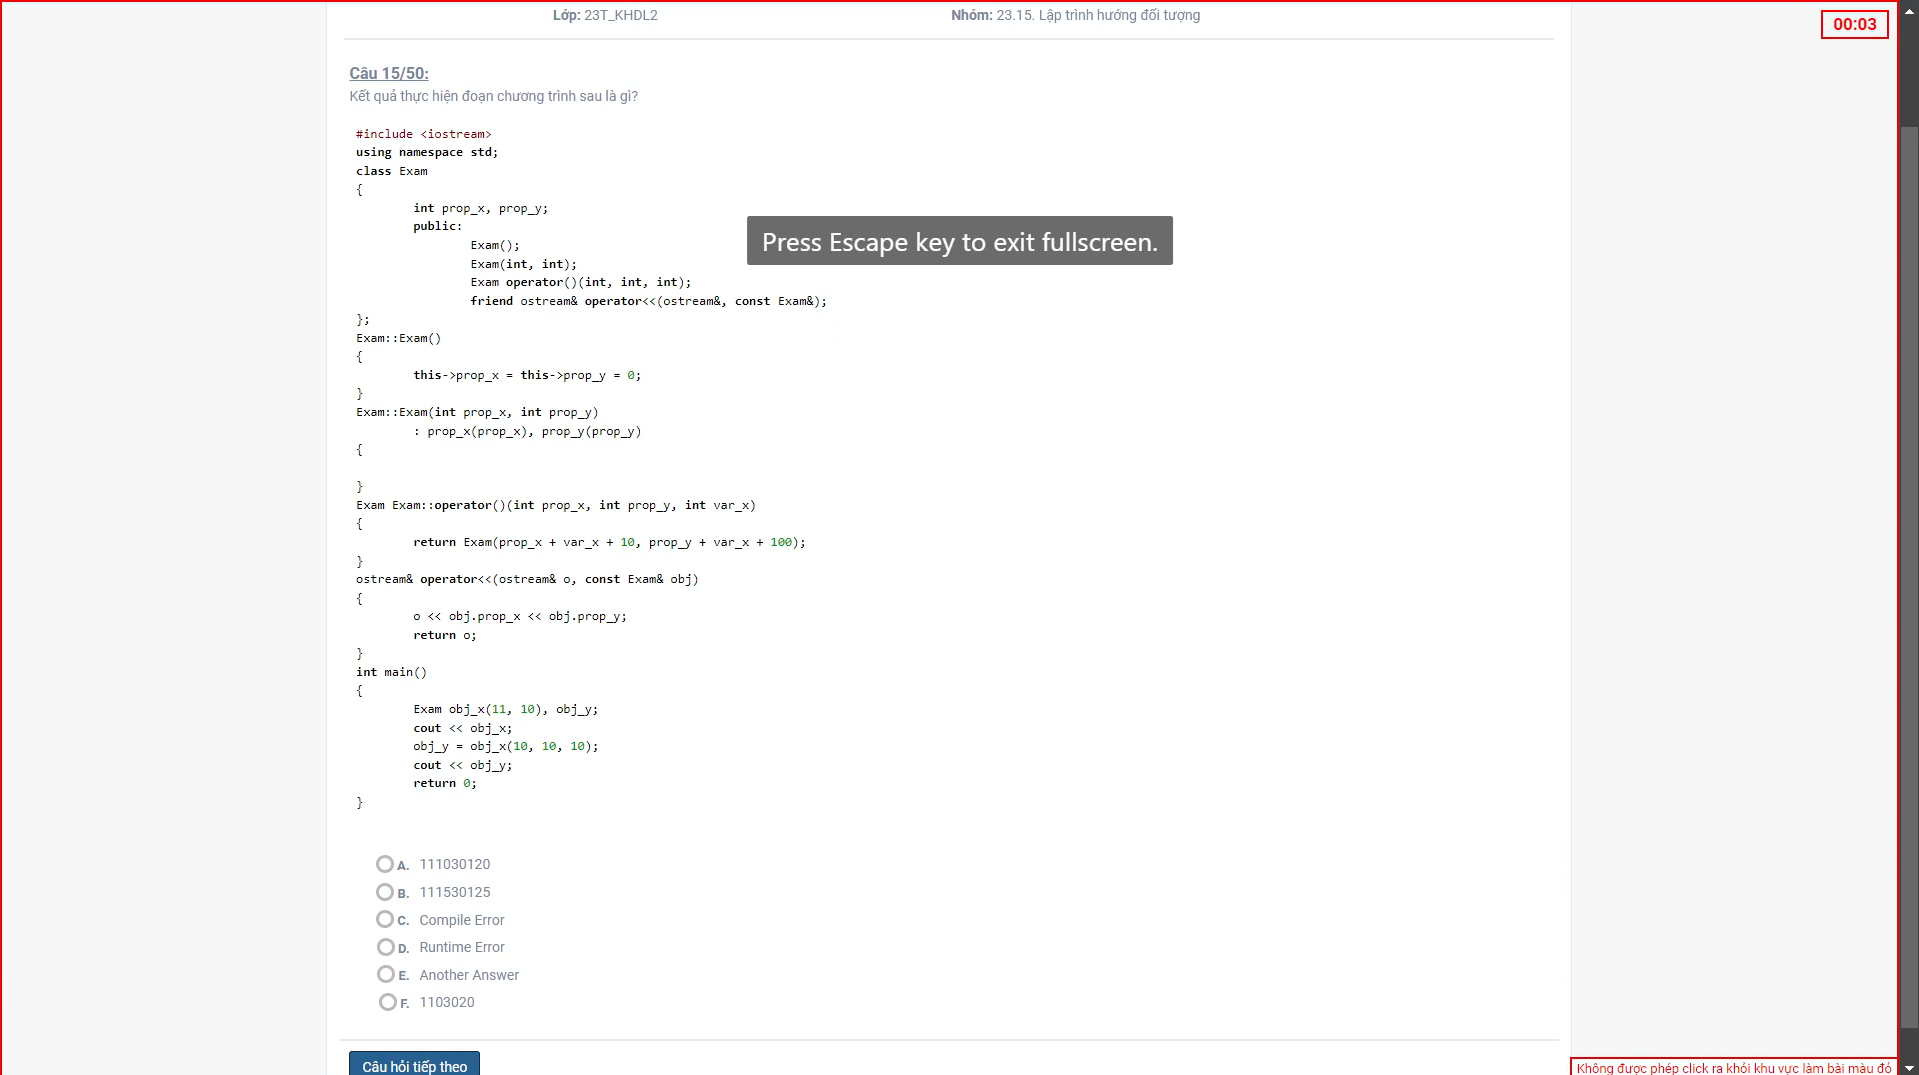 Lớp: 23T_KHDL2 Nhóm: 23.15. Lập trình hướng đối tượng
00:03
Câu 15/50:
Kết quả thực hiện đoạn chương trình sau là gì?
#include <iostream>
using namespace std;
class Exam
{
int prop_x, prop_y;
public:
Exam();
Exam(int, int);
Exam operator()(int, int, int);
friend ostream& operator<<(ostream&, const Exam&);
};
Press Escape key to exit fullscreen.
Exam::Exam()
{
this->prop_x = this->prop_y = 0;
}
Exam::Exam(int prop_x, int prop_y)
: prop_x(prop_x), prop_y(prop_y)
{
}
Exam Exam::operator()(int prop_x, int prop_y, int var_x)
{
return Exam(prop_x + var_x + 10, prop_y + var_x + 100);
}
ostream& operator<<(ostream& o, const Exam& obj)
{
o << obj.prop_x << obj.prop_y;
return o;
}
int main()
{
Exam obj_x(11, 10), obj_y;
cout << obj_x;
obj_y = obj_x(10, 10, 10);
cout << obj_y;
return 0;
}
A. 111030120
B. 111530125
C. Compile Error
D. Runtime Error
E. Another Answer
F. 1103020
Câu hỏi tiếp theo
Không được phép click ra khỏi khu vực làm bài màu đỏ